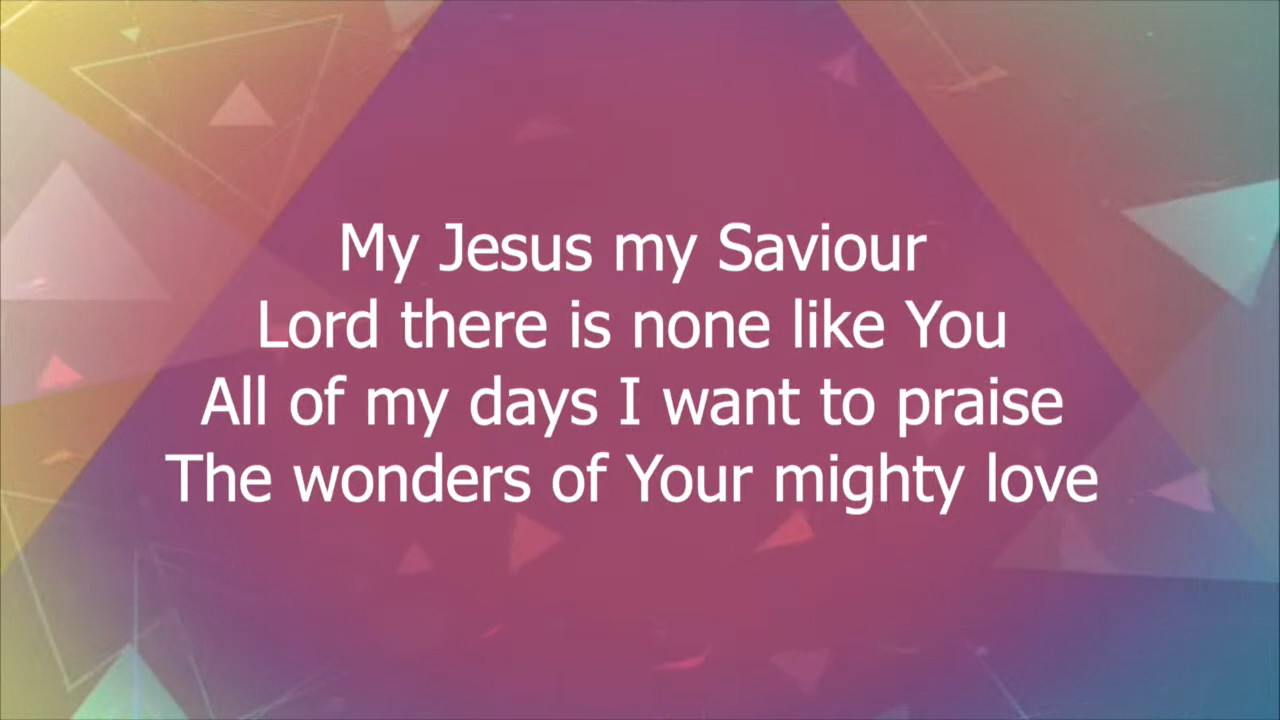 My Jesus my Saviour
Lord there is none like You
All of my days I want to praise
The wonders of Your mighty love